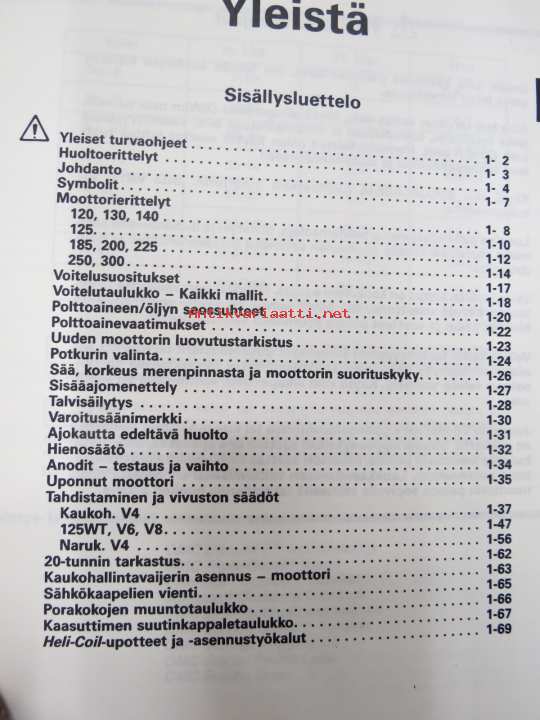 Yleistä
Sisällysluettelo
Yleiset turvaohjeet . . . . . 1- 2
Huoltoerittelyt . . . . . 1- 3
Johdanto . . . . . 1- 4
Symbolit . . . . . 1- 7
Moottorierittelyt
120, 130, 140 . . . . . 1- 8
125 . . . . . 1-10
185, 200, 225 . . . . . 1-12
250, 300 . . . . . 1-14
Voitelusuositukset . . . . . 1-17
Voitelutaulukko – Kaikki mallit . . . . . 1-18
Polttoaineen/öljyn seossuhteet . . . . . 1-20
Polttoainevaatimukset . . . . . 1-22
Uuden moottorin luovutustarkistus . . . . . 1-23
Potkurin valinta . . . . . 1-24
Sää, korkeus merenpinnasta ja moottorin suorituskyky . . . . . 1-26
Sisääajomenettely . . . . . 1-27
Talvisäilytys . . . . . 1-28
Varoitusäänimerkki . . . . . 1-30
Ajokautta edeltävä huolto . . . . . 1-31
Hienosäätö . . . . . 1-32
Anodit – testaus ja vaihto . . . . . 1-34
Uponnut moottori . . . . . 1-35
Tahdistaminen ja vivuston säädöt
Kaukoh. V4 . . . . . 1-37
125WT, V6, V8 . . . . . 1-47
Naruk. V4 . . . . . 1-56
20-tunnin tarkastus . . . . . 1-62
Kaukohallintavaijerin asennus – moottori . . . . . 1-63
Sähkökaapelien vienti . . . . . 1-65
Porakokojen muuntotaulukko . . . . . 1-66
Kaasuttimen suutinkappaletaulukko . . . . . 1-67
Heli-Coil-upotteet ja -asennustyökalut . . . . . 1-69
Antikvariaatti.net